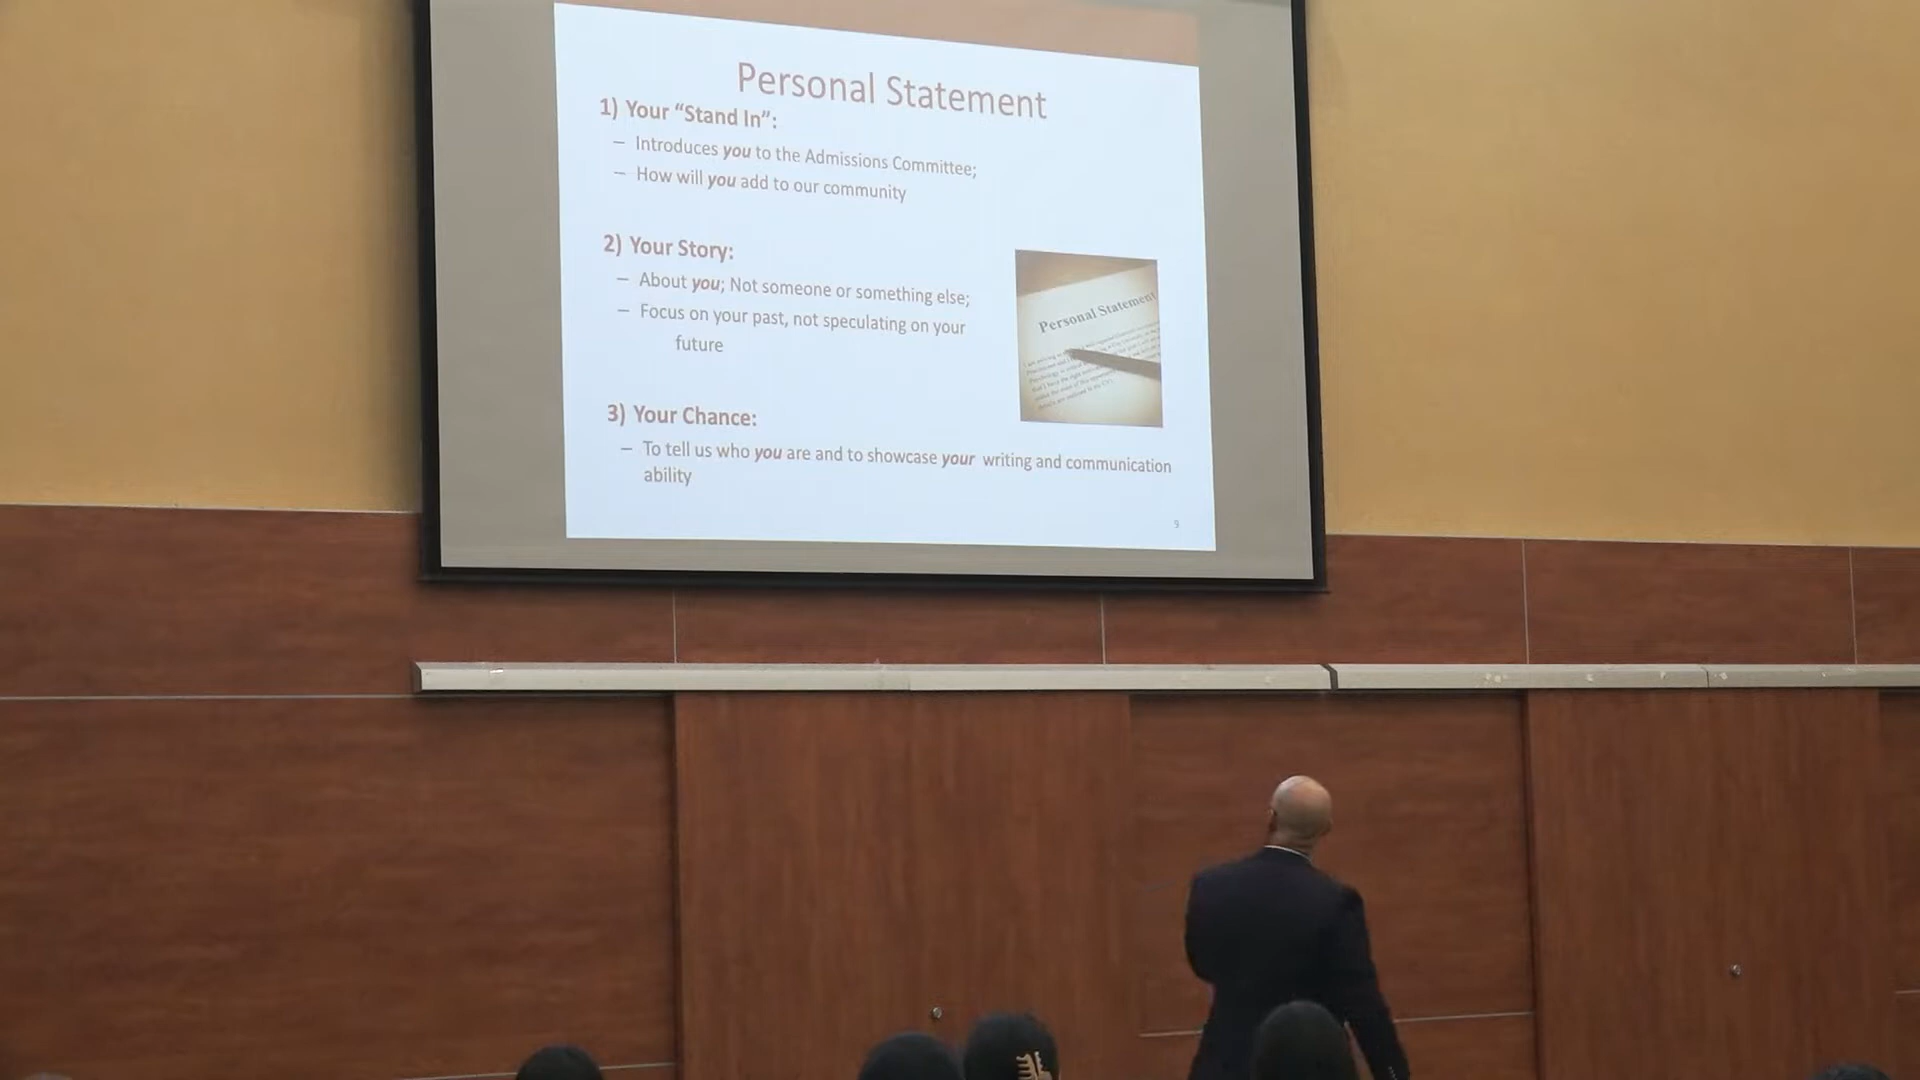 Personal Statement
1) Your “Stand In”:
– Introduces you to the Admissions Committee;
– How will you add to our community
2) Your Story:
– About you; Not someone or something else;
– Focus on your past, not speculating on your
future
Personal Statement
3) Your Chance:
– To tell us who you are and to showcase your writing and communication
ability
9